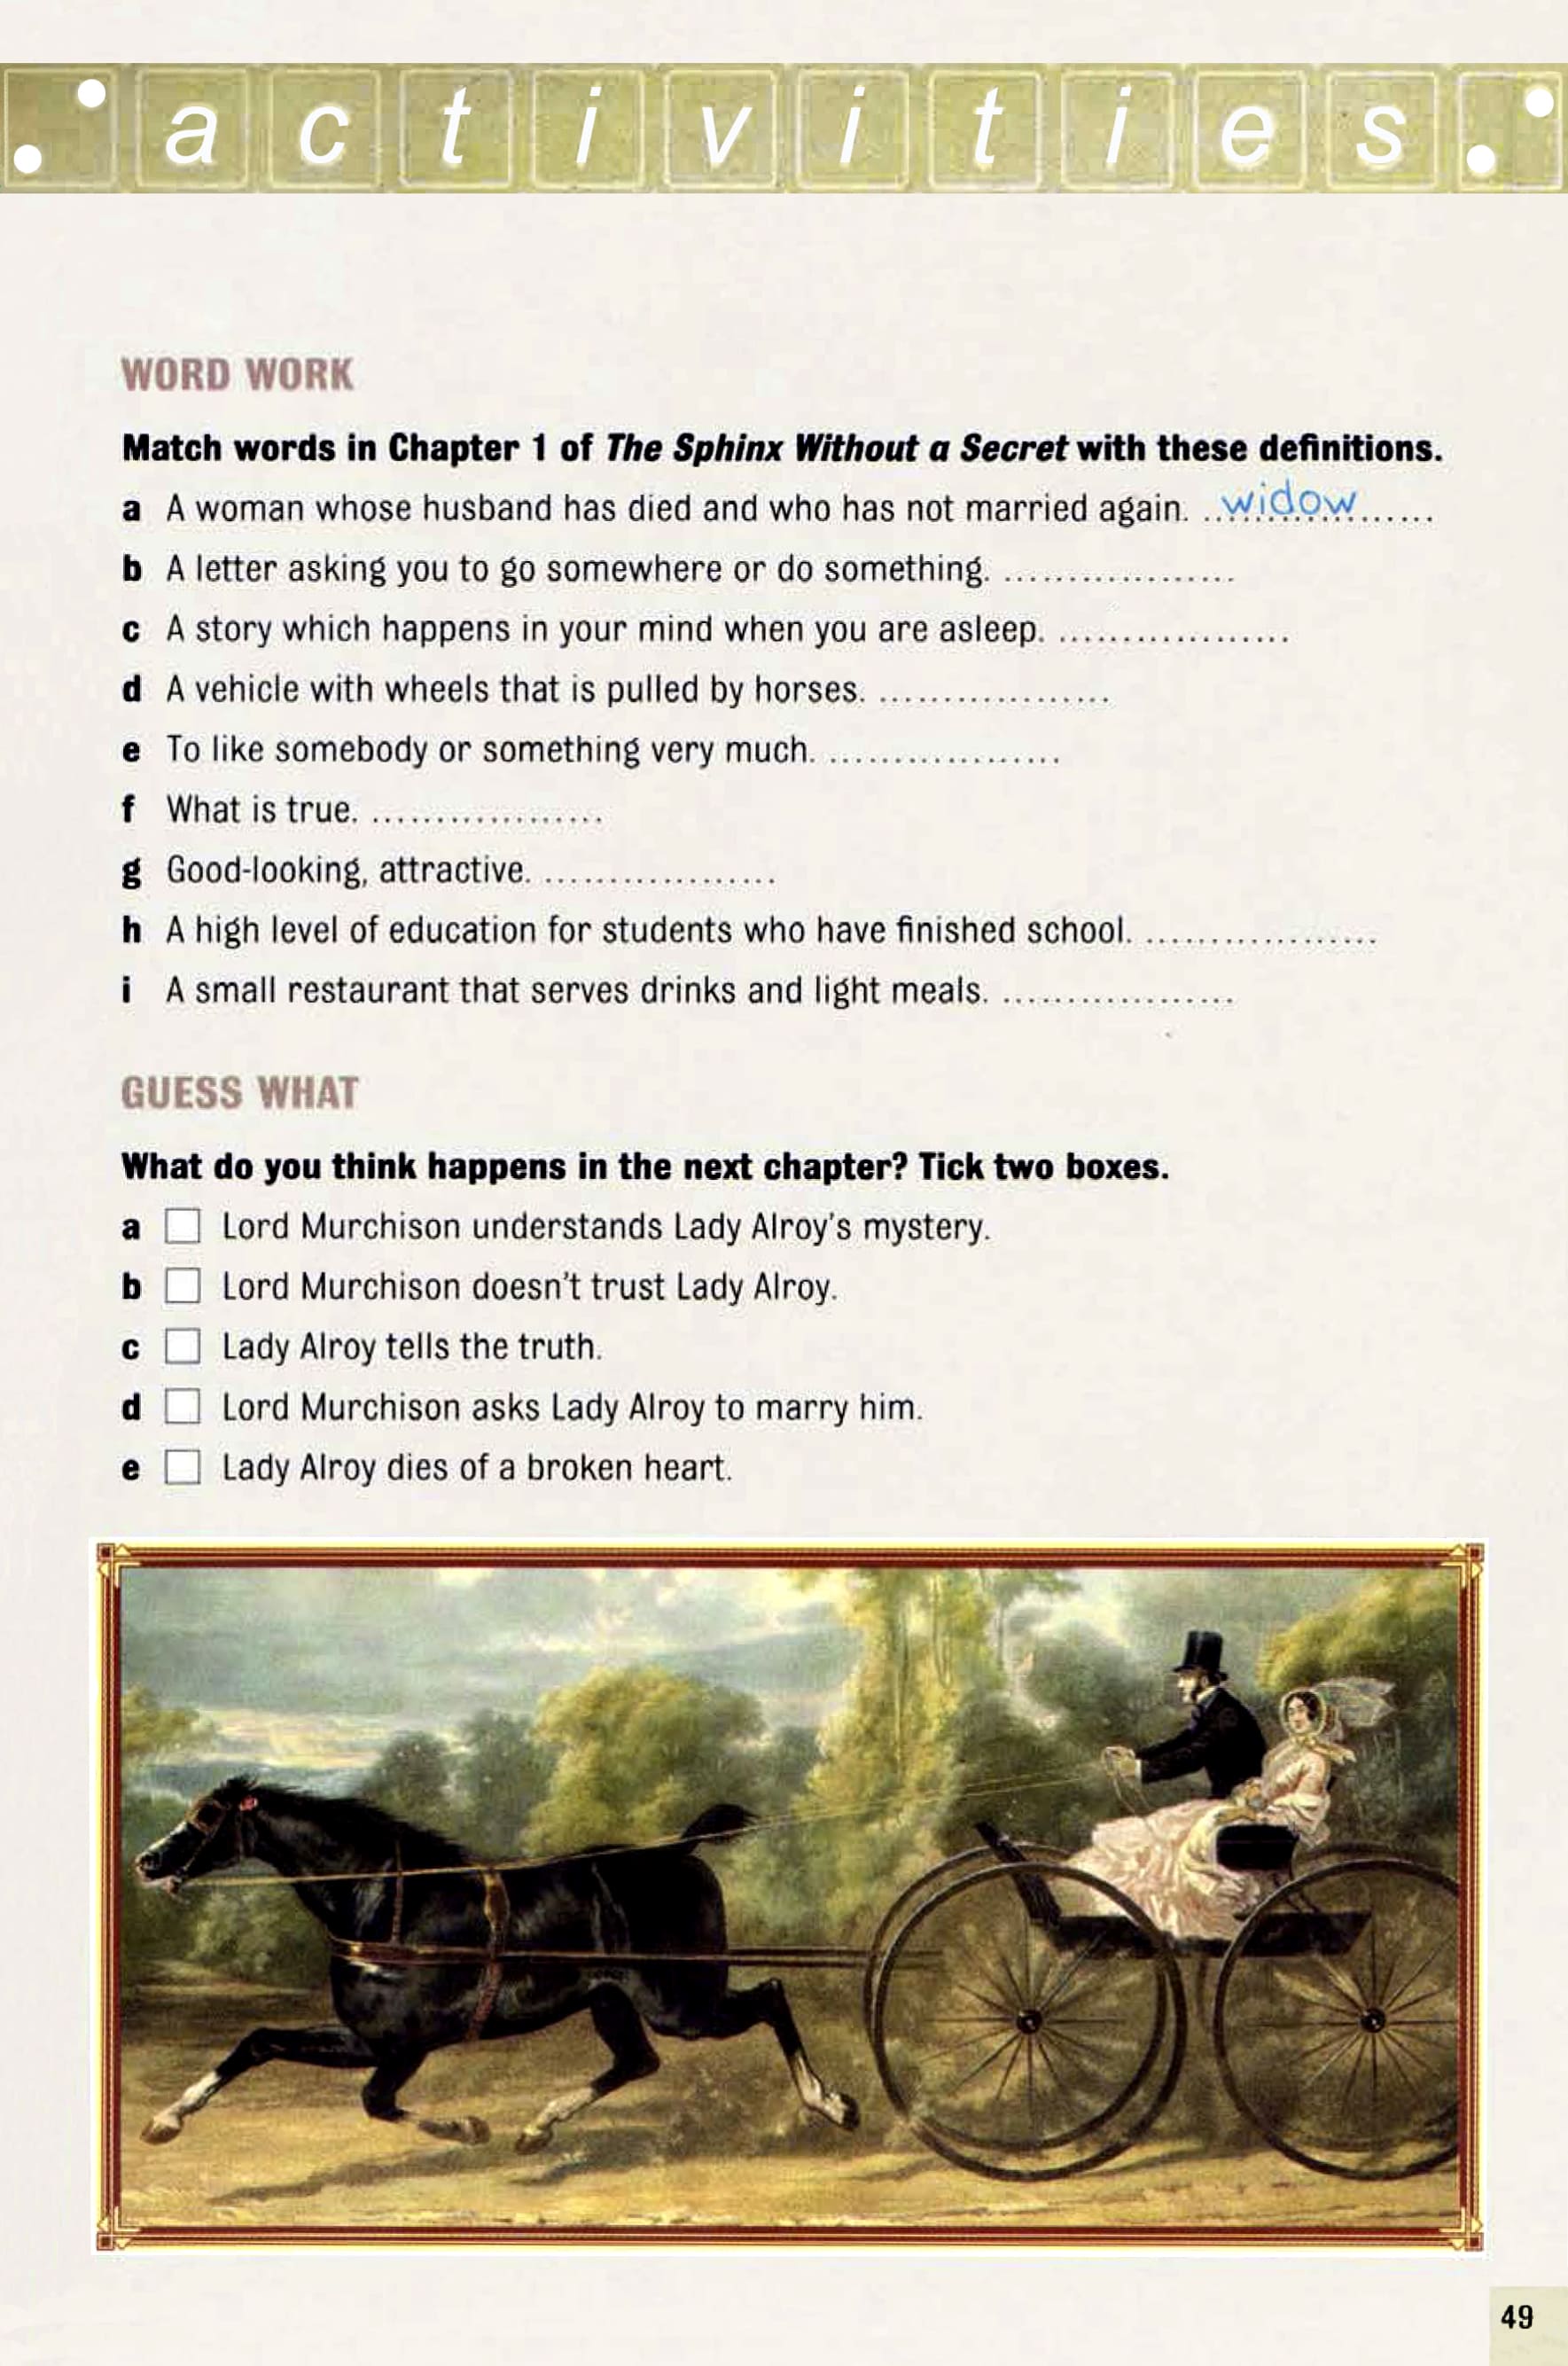 activities
WORD WORK
Match words in Chapter 1 of The Sphinx Without a Secret with these definitions.
a A woman whose husband has died and who has not married again. ..widow......
b A letter asking you to go somewhere or do something. ..................
c A story which happens in your mind when you are asleep. ..................
d A vehicle with wheels that is pulled by horses. ..................
e To like somebody or something very much. ..................
f What is true. ..................
g Good-looking, attractive. ..................
h A high level of education for students who have finished school. ..................
i A small restaurant that serves drinks and light meals. ..................
GUESS WHAT
What do you think happens in the next chapter? Tick two boxes.
a □ Lord Murchison understands Lady Alroy's mystery.
b □ Lord Murchison doesn't trust Lady Alroy.
c □ Lady Alroy tells the truth.
d □ Lord Murchison asks Lady Alroy to marry him.
e □ Lady Alroy dies of a broken heart.
49